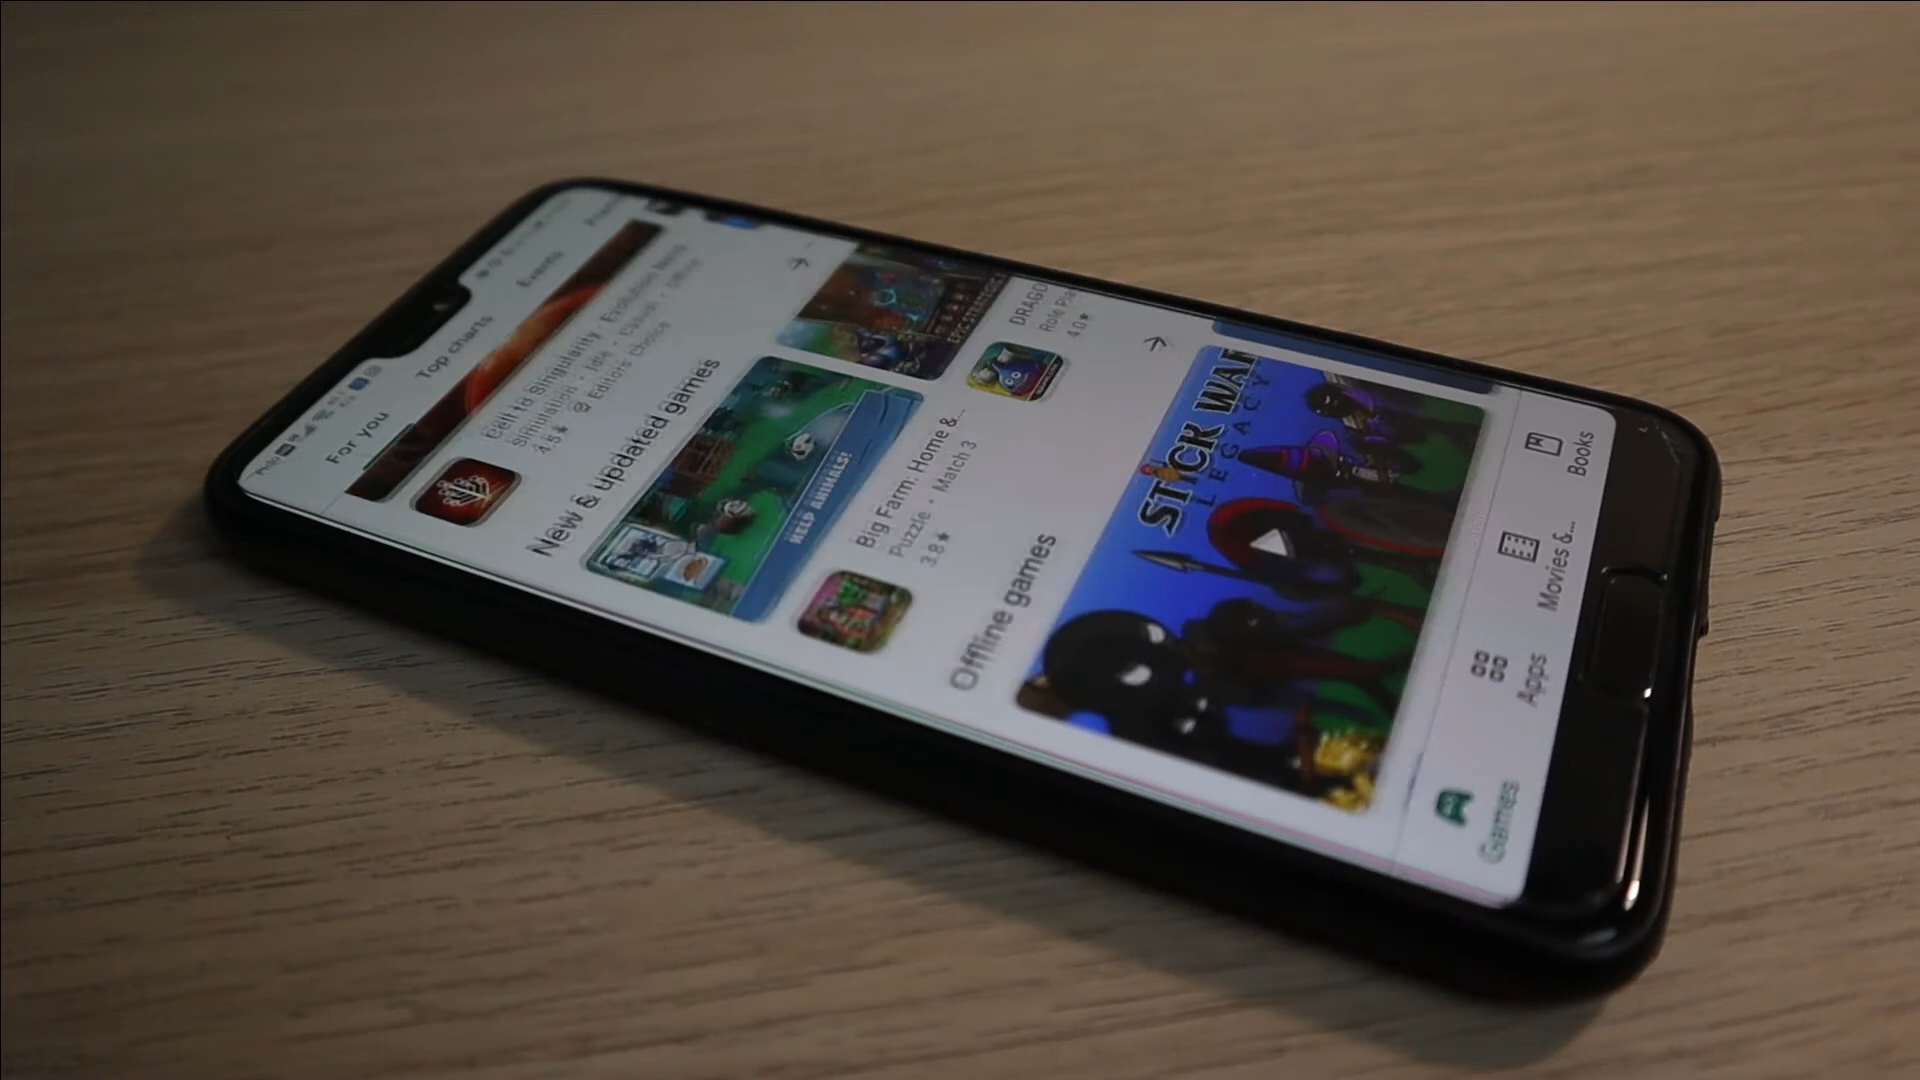 For you
Top charts
Events
Cell to Singularity - Evolution Never
Simulation • Idle • Casual • Offline
4.5★ Editors' Choice
New & updated games
HELP ANIMALS!
EPIC STRATEGIC
Big Farm: Home &...
Puzzle • Match 3
3.8★
DRAGO
Role Pla
4.0★
Offline games
STICK WAR
LEGACY
Games
Apps
Movies &...
Books